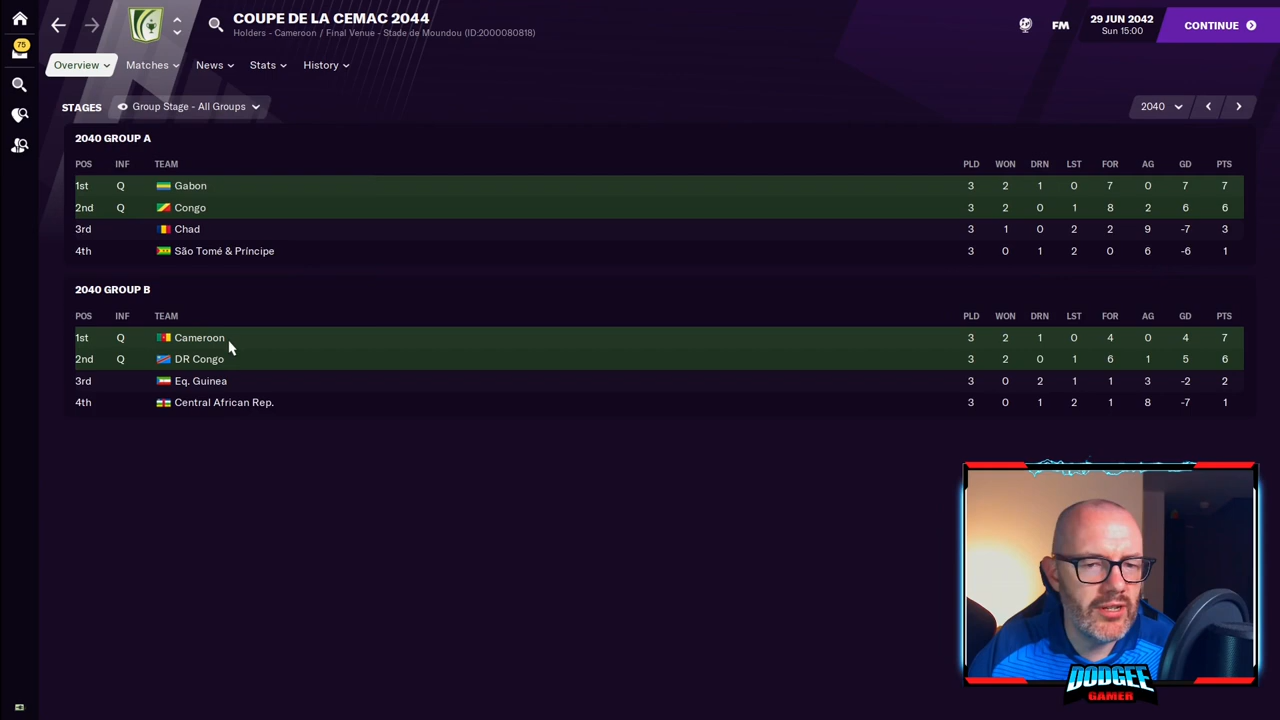 COUPE DE LA CEMAC 2044
Holders - Cameroon / Final Venue - Stade de Moundou (ID:2000080818)
FM
29 JUN 2042
Sun 15:00
CONTINUE
75
Overview
Matches
News
Stats
History
STAGES
Group Stage - All Groups
2040
2040 GROUP A
POS INF TEAM PLD WON DRN LST FOR AG GD PTS
1st Q Gabon 3 2 1 0 7 0 7 7
2nd Q Congo 3 2 0 1 8 2 6 6
3rd Chad 3 1 0 2 2 9 -7 3
4th São Tomé & Príncipe 3 0 1 2 0 6 -6 1
2040 GROUP B
POS INF TEAM PLD WON DRN LST FOR AG GD PTS
1st Q Cameroon 3 2 1 0 4 0 4 7
2nd Q DR Congo 3 2 0 1 6 1 5 6
3rd Eq. Guinea 3 0 2 1 1 3 -2 2
4th Central African Rep. 3 0 1 2 1 8 -7 1
DODGEE
GAMER